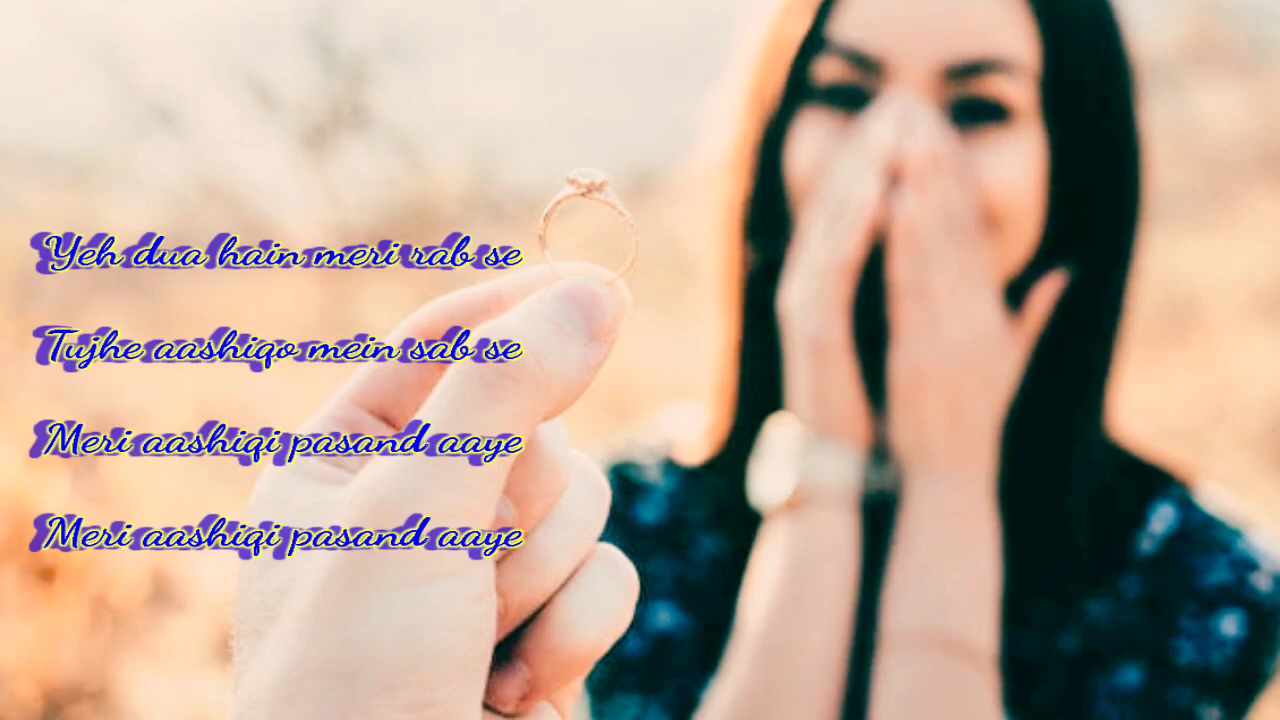 Yeh dua hain meri rab se
Tujhe aashiqo mein sab se
Meri aashiqi pasand aaye
Meri aashiqi pasand aaye